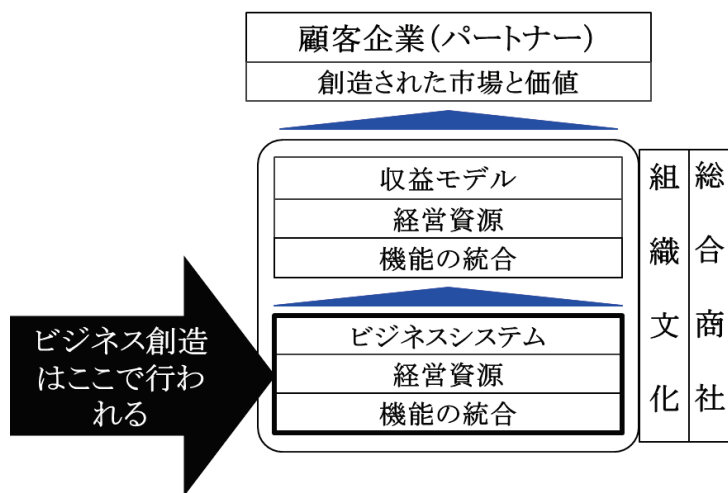 顧客企業(パートナー)
創造された市場と価値
収益モデル
経営資源
機能の統合
ビジネスシステム
経営資源
機能の統合
ビジネス創造
はここで行わ
れる
組織文化
総合商社